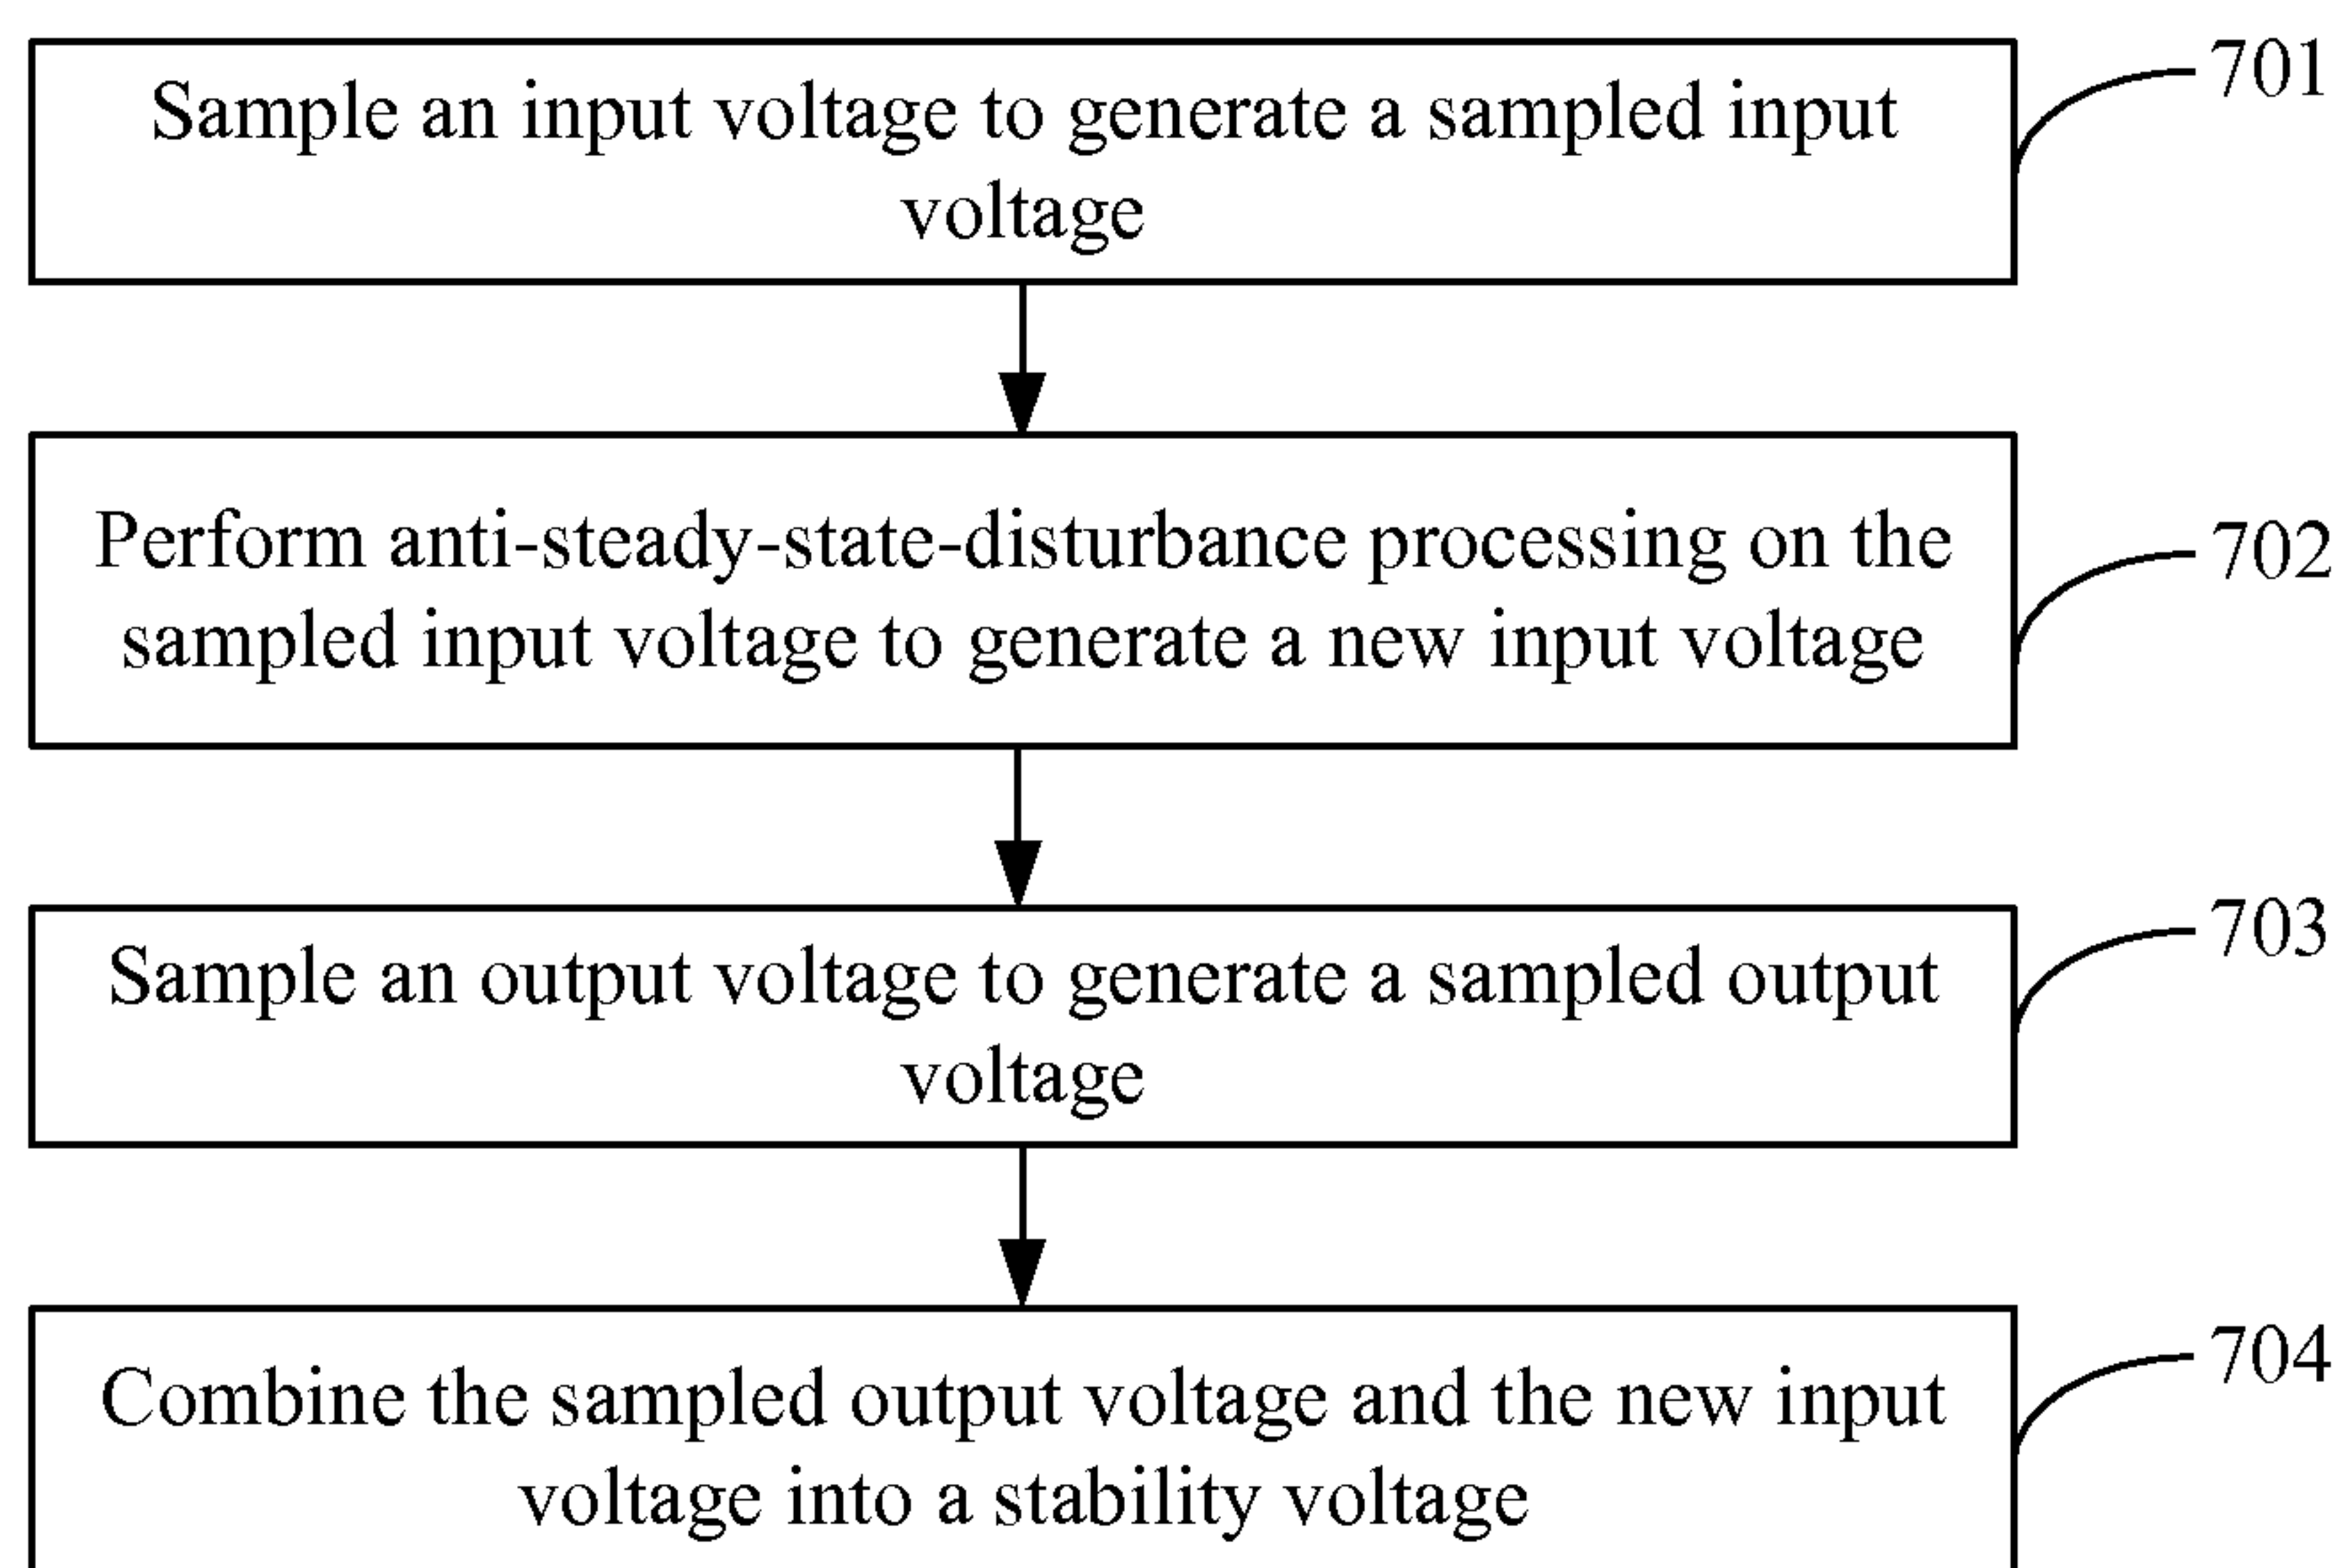 Sample an input voltage to generate a sampled input
voltage
701
Perform anti-steady-state-disturbance processing on the
sampled input voltage to generate a new input voltage
702
Sample an output voltage to generate a sampled output
voltage
703
Combine the sampled output voltage and the new input
voltage into a stability voltage
704